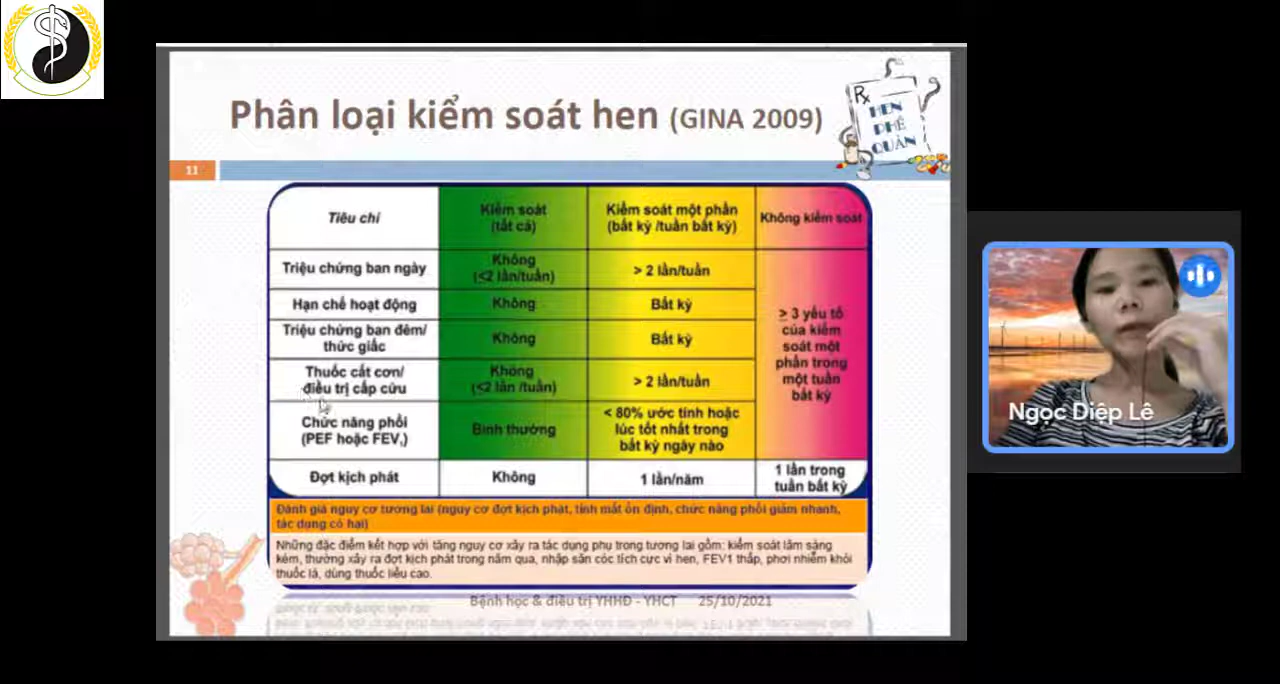 Phân loại kiểm soát hen (GINA 2009)
Rx
HEN
PHẾ
QUẢN
11
Tiêu chí
Kiểm soát
(tất cả)
Kiểm soát một phần
(bất kỳ /tuần bất kỳ)
Không kiểm soát
Triệu chứng ban ngày
Không
(≤2 lần/tuần)
> 2 lần/tuần
≥ 3 yếu tố
của kiểm
soát một
phần trong
một tuần
bất kỳ
Hạn chế hoạt động
Không
Bất kỳ
Triệu chứng ban đêm/
thức giấc
Không
Bất kỳ
Thuốc cắt cơn/
điều trị cấp cứu
Không
(≤2 lần /tuần)
> 2 lần/tuần
Chức năng phổi
(PEF hoặc FEV₁)
Bình thường
< 80% ước tính hoặc
lúc tốt nhất trong
bất kỳ ngày nào
Đợt kịch phát
Không
1 lần/năm
1 lần trong
tuần bất kỳ
Đánh giá nguy cơ tương lai (nguy cơ đợt kịch phát, tính mất ổn định, chức năng phổi giảm nhanh,
tác dụng có hại)
Những đặc điểm kết hợp với tăng nguy cơ xảy ra tác dụng phụ trong tương lai gồm: kiểm soát lâm sàng
kém, thường xảy ra đợt kịch phát trong năm qua, nhập săn cóc tích cực vì hen, FEV1 thấp, phơi nhiễm khói
thuốc lá, dùng thuốc liều cao.
Bệnh học & điều trị YHHĐ - YHCT 25/10/2021
Ngọc Diệp Lê